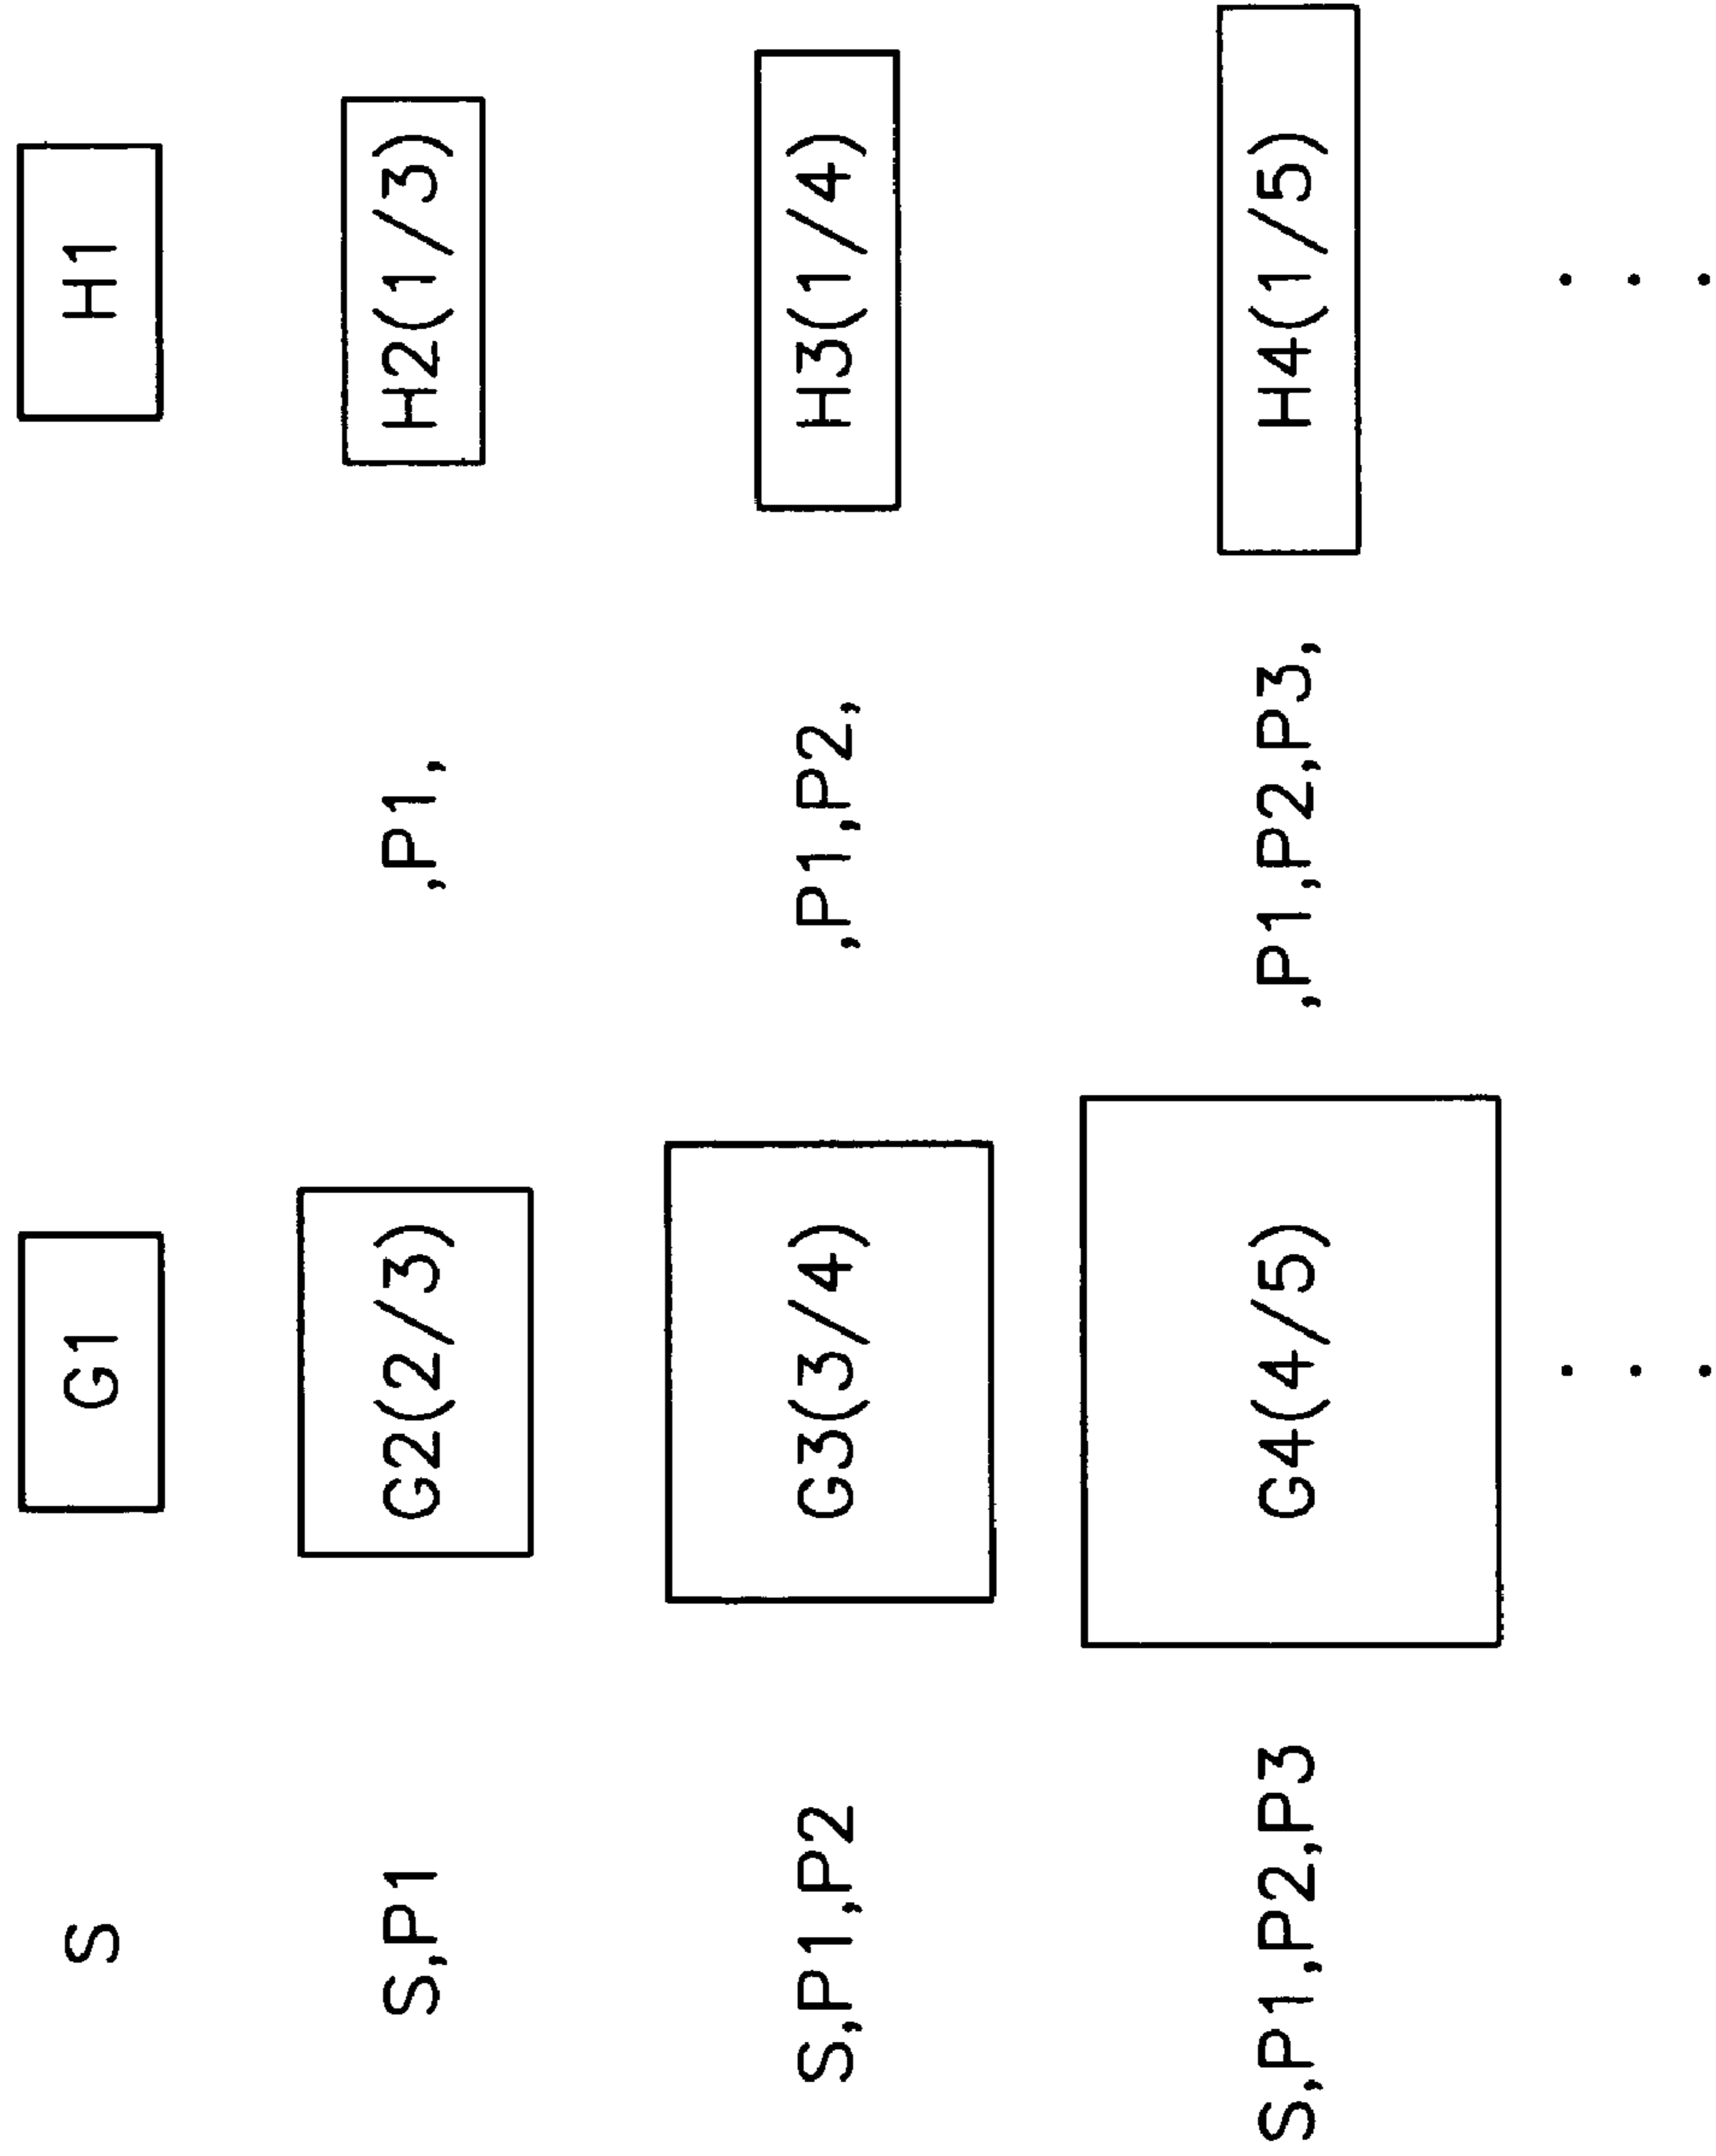 S G1 H1
S,P1 G2(2/3) ,P1, H2(1/3)
S,P1,P2 G3(3/4) ,P1,P2, H3(1/4)
S,P1,P2,P3 G4(4/5) ,P1,P2,P3, H4(1/5)